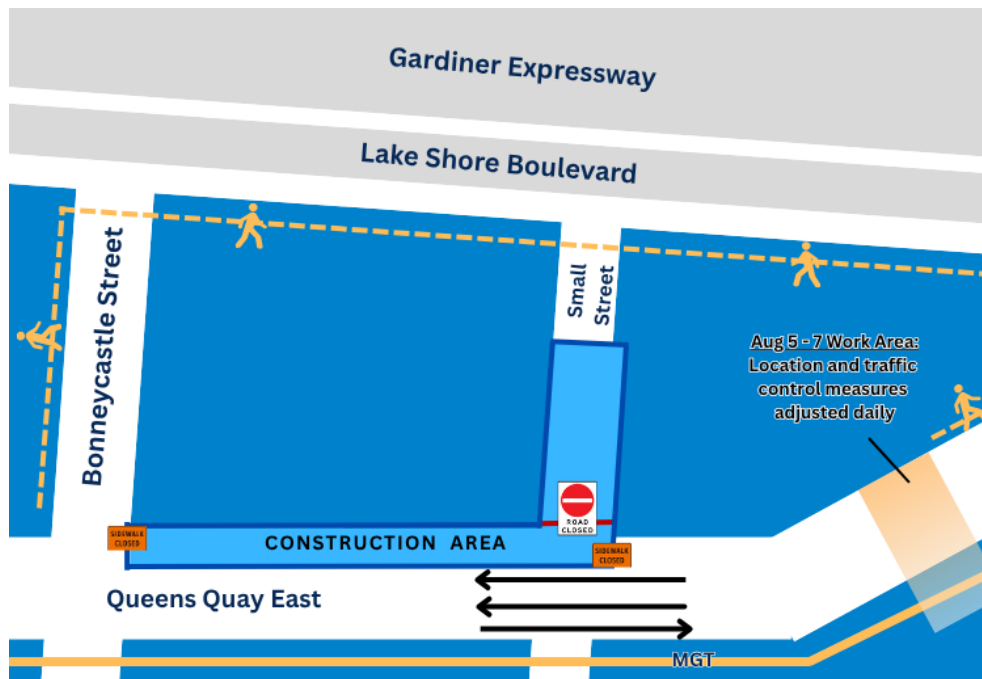 Gardiner Expressway
Lake Shore Boulevard
Bonneycastle Street
Small
Street
Aug 5 - 7 Work Area:
Location and traffic
control measures
adjusted daily
ROAD
CLOSED
SIDEWALK
CLOSED
CONSTRUCTION AREA
SIDEWALK
CLOSED
Queens Quay East
MGT